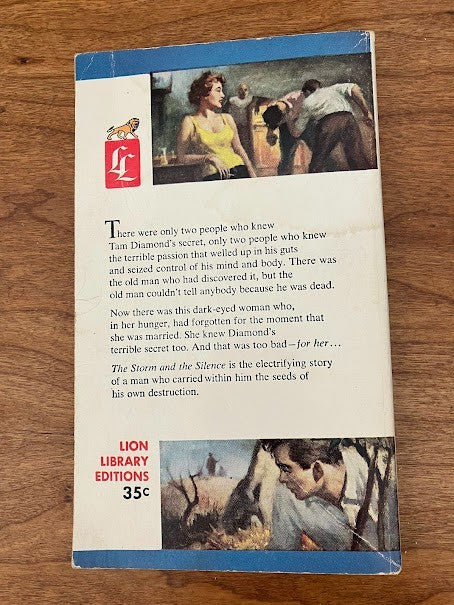 LL
There were only two people who knew
Tam Diamond's secret, only two people who knew
the terrible passion that welled up in his guts
and seized control of his mind and body. There was
the old man who had discovered it, but the
old man couldn't tell anybody because he was dead.
Now there was this dark-eyed woman who,
in her hunger, had forgotten for the moment that
she was married. She knew Diamond's
terrible secret too. And that was too bad—for her...
The Storm and the Silence is the electrifying story
of a man who carried within him the seeds of
his own destruction.
LION
LIBRARY
EDITIONS
35c